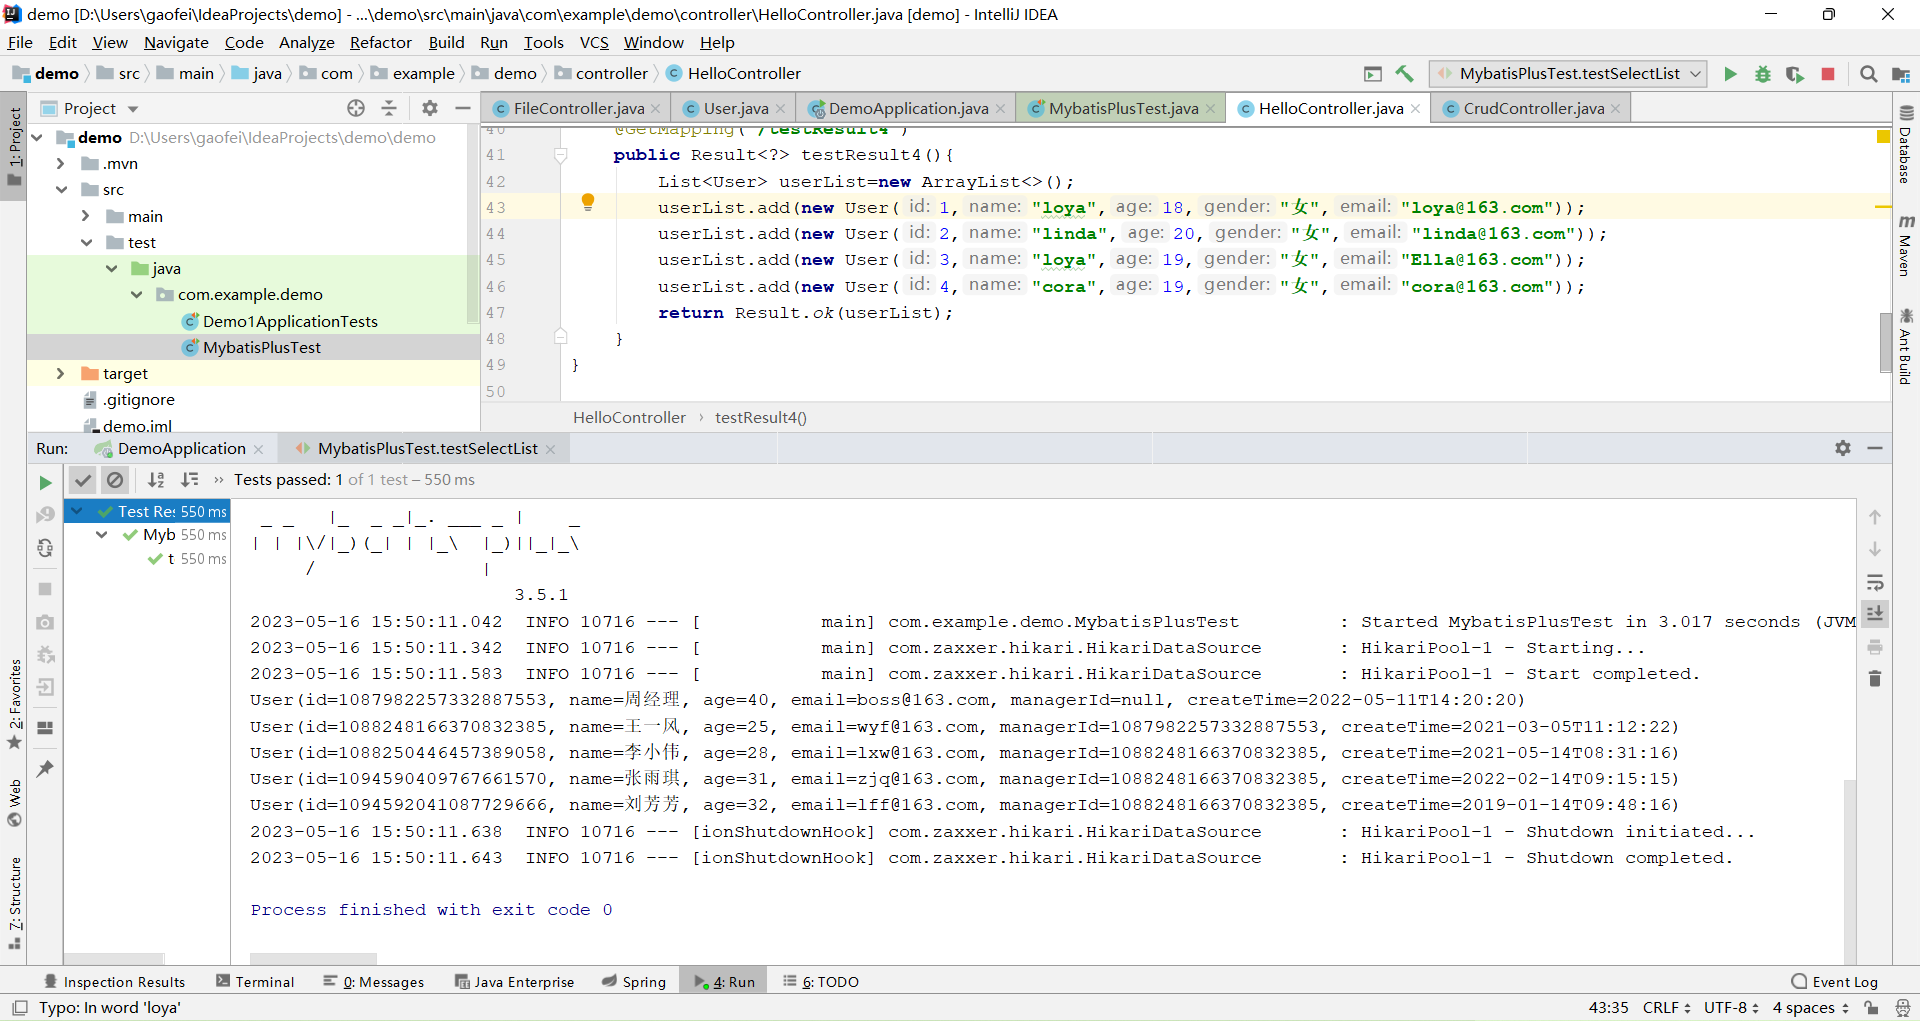 demo [D:\Users\gaofei\IdeaProjects\demo] - ...\demo\src\main\java\com\example\demo\controller\HelloController.java [demo] - IntelliJ IDEA
File Edit View Navigate Code Analyze Refactor Build Run Tools VCS Window Help
demo src main java com example demo controller HelloController
MybatisPlusTest.testSelectList
1: Project
Project
FileController.java User.java DemoApplication.java MybatisPlusTest.java HelloController.java CrudController.java
demo D:\Users\gaofei\IdeaProjects\demo\demo
.mvn
src
main
test
java
com.example.demo
Demo1ApplicationTests
MybatisPlusTest
target
.gitignore
demo.iml
40 @GetMapping("/testResult4")
41 public Result<?> testResult4(){
42 List<User> userList=new ArrayList<>();
43 userList.add(new User( id: 1, name: "loya", age: 18, gender: "女", email: "loya@163.com"));
44 userList.add(new User( id: 2, name: "linda", age: 20, gender: "女", email: "linda@163.com"));
45 userList.add(new User( id: 3, name: "loya", age: 19, gender: "女", email: "Ella@163.com"));
46 userList.add(new User( id: 4, name: "cora", age: 19, gender: "女", email: "cora@163.com"));
47 return Result.ok(userList);
48 }
49 }
50
HelloController › testResult4()
Database
Maven
Ant Build
Run: DemoApplication MybatisPlusTest.testSelectList
Tests passed: 1 of 1 test – 550 ms
Test Res 550 ms
Myb 550 ms
t 550 ms
 _ _   |_  _ _|_. ___ _ |    _
| | |\/|_)(_| | |_\  |_)||_|_\
     /               |
3.5.1
2023-05-16 15:50:11.042  INFO 10716 --- [           main] com.example.demo.MybatisPlusTest         : Started MybatisPlusTest in 3.017 seconds (JVM
2023-05-16 15:50:11.342  INFO 10716 --- [           main] com.zaxxer.hikari.HikariDataSource       : HikariPool-1 - Starting...
2023-05-16 15:50:11.583  INFO 10716 --- [           main] com.zaxxer.hikari.HikariDataSource       : HikariPool-1 - Start completed.
User(id=1087982257332887553, name=周经理, age=40, email=boss@163.com, managerId=null, createTime=2022-05-11T14:20:20)
User(id=1088248166370832385, name=王一风, age=25, email=wyf@163.com, managerId=1087982257332887553, createTime=2021-03-05T11:12:22)
User(id=1088250446457389058, name=李小伟, age=28, email=lxw@163.com, managerId=1088248166370832385, createTime=2021-05-14T08:31:16)
User(id=1094590409767661570, name=张雨琪, age=31, email=zjq@163.com, managerId=1088248166370832385, createTime=2022-02-14T09:15:15)
User(id=1094592041087729666, name=刘芳芳, age=32, email=lff@163.com, managerId=1088248166370832385, createTime=2019-01-14T09:48:16)
2023-05-16 15:50:11.638  INFO 10716 --- [ionShutdownHook] com.zaxxer.hikari.HikariDataSource       : HikariPool-1 - Shutdown initiated...
2023-05-16 15:50:11.643  INFO 10716 --- [ionShutdownHook] com.zaxxer.hikari.HikariDataSource       : HikariPool-1 - Shutdown completed.
Process finished with exit code 0
2: Favorites
Web
7: Structure
Inspection Results Terminal 0: Messages Java Enterprise Spring 4: Run 6: TODO Event Log
Typo: In word 'loya' 43:35 CRLF UTF-8 4 spaces